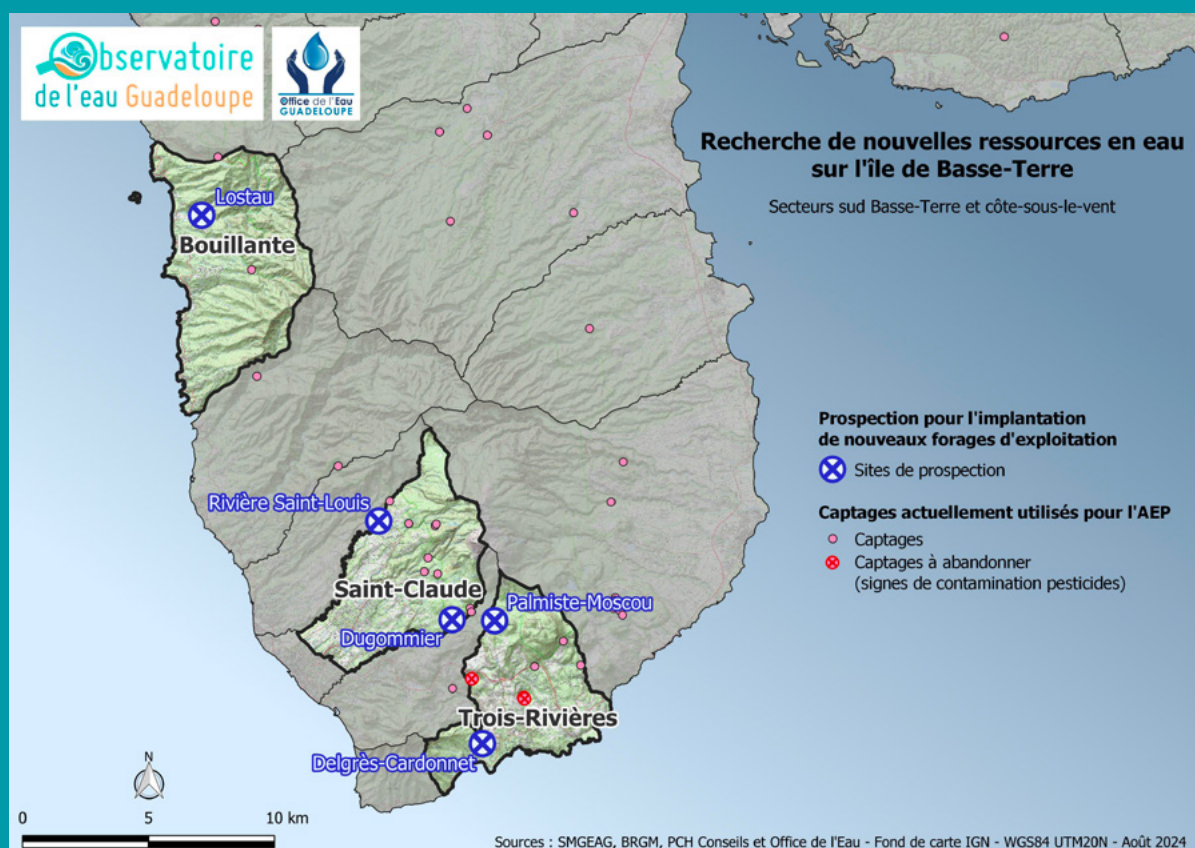 Observatoire
de l'eau Guadeloupe
Office de l'Eau
GUADELOUPE
Recherche de nouvelles ressources en eau
sur l'île de Basse-Terre
Secteurs sud Basse-Terre et côte-sous-le-vent
Lostau
Bouillante
Prospection pour l'implantation
de nouveaux forages d'exploitation
Sites de prospection
Captages actuellement utilisés pour l'AEP
Captages
Captages à abandonner
(signes de contamination pesticides)
Rivière Saint-Louis
Saint-Claude
Palmiste-Moscou
Dugommier
Trois-Rivières
Delgrès-Cardonnet
N
0 5 10 km
Sources : SMGEAG, BRGM, PCH Conseils et Office de l'Eau - Fond de carte IGN - WGS84 UTM20N - Août 2024